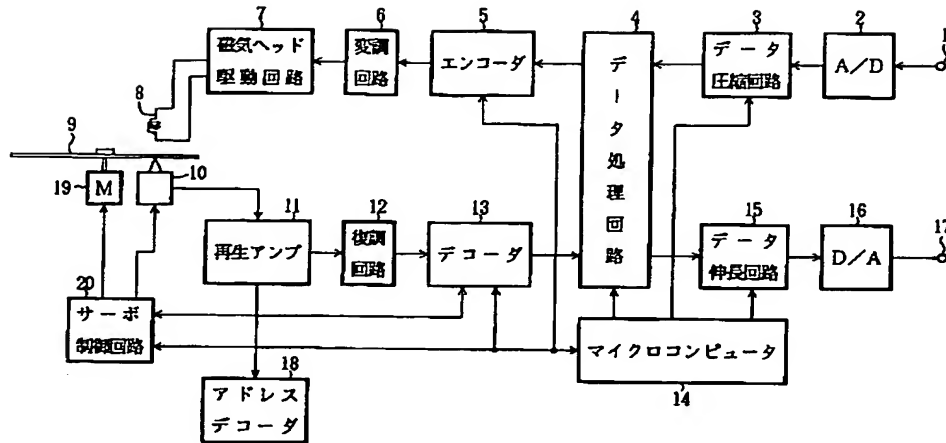 7
6
5
4
3
2
1
磁気ヘッド
駆動回路
変調
回路
エンコーダ
データ処理回路
データ
圧縮回路
A/D
8
9
19
M
10
11
再生アンプ
12
復調
回路
13
デコーダ
15
データ
伸長回路
16
D/A
17
20
サーボ
制御回路
18
アドレス
デコーダ
マイクロコンピュータ
14